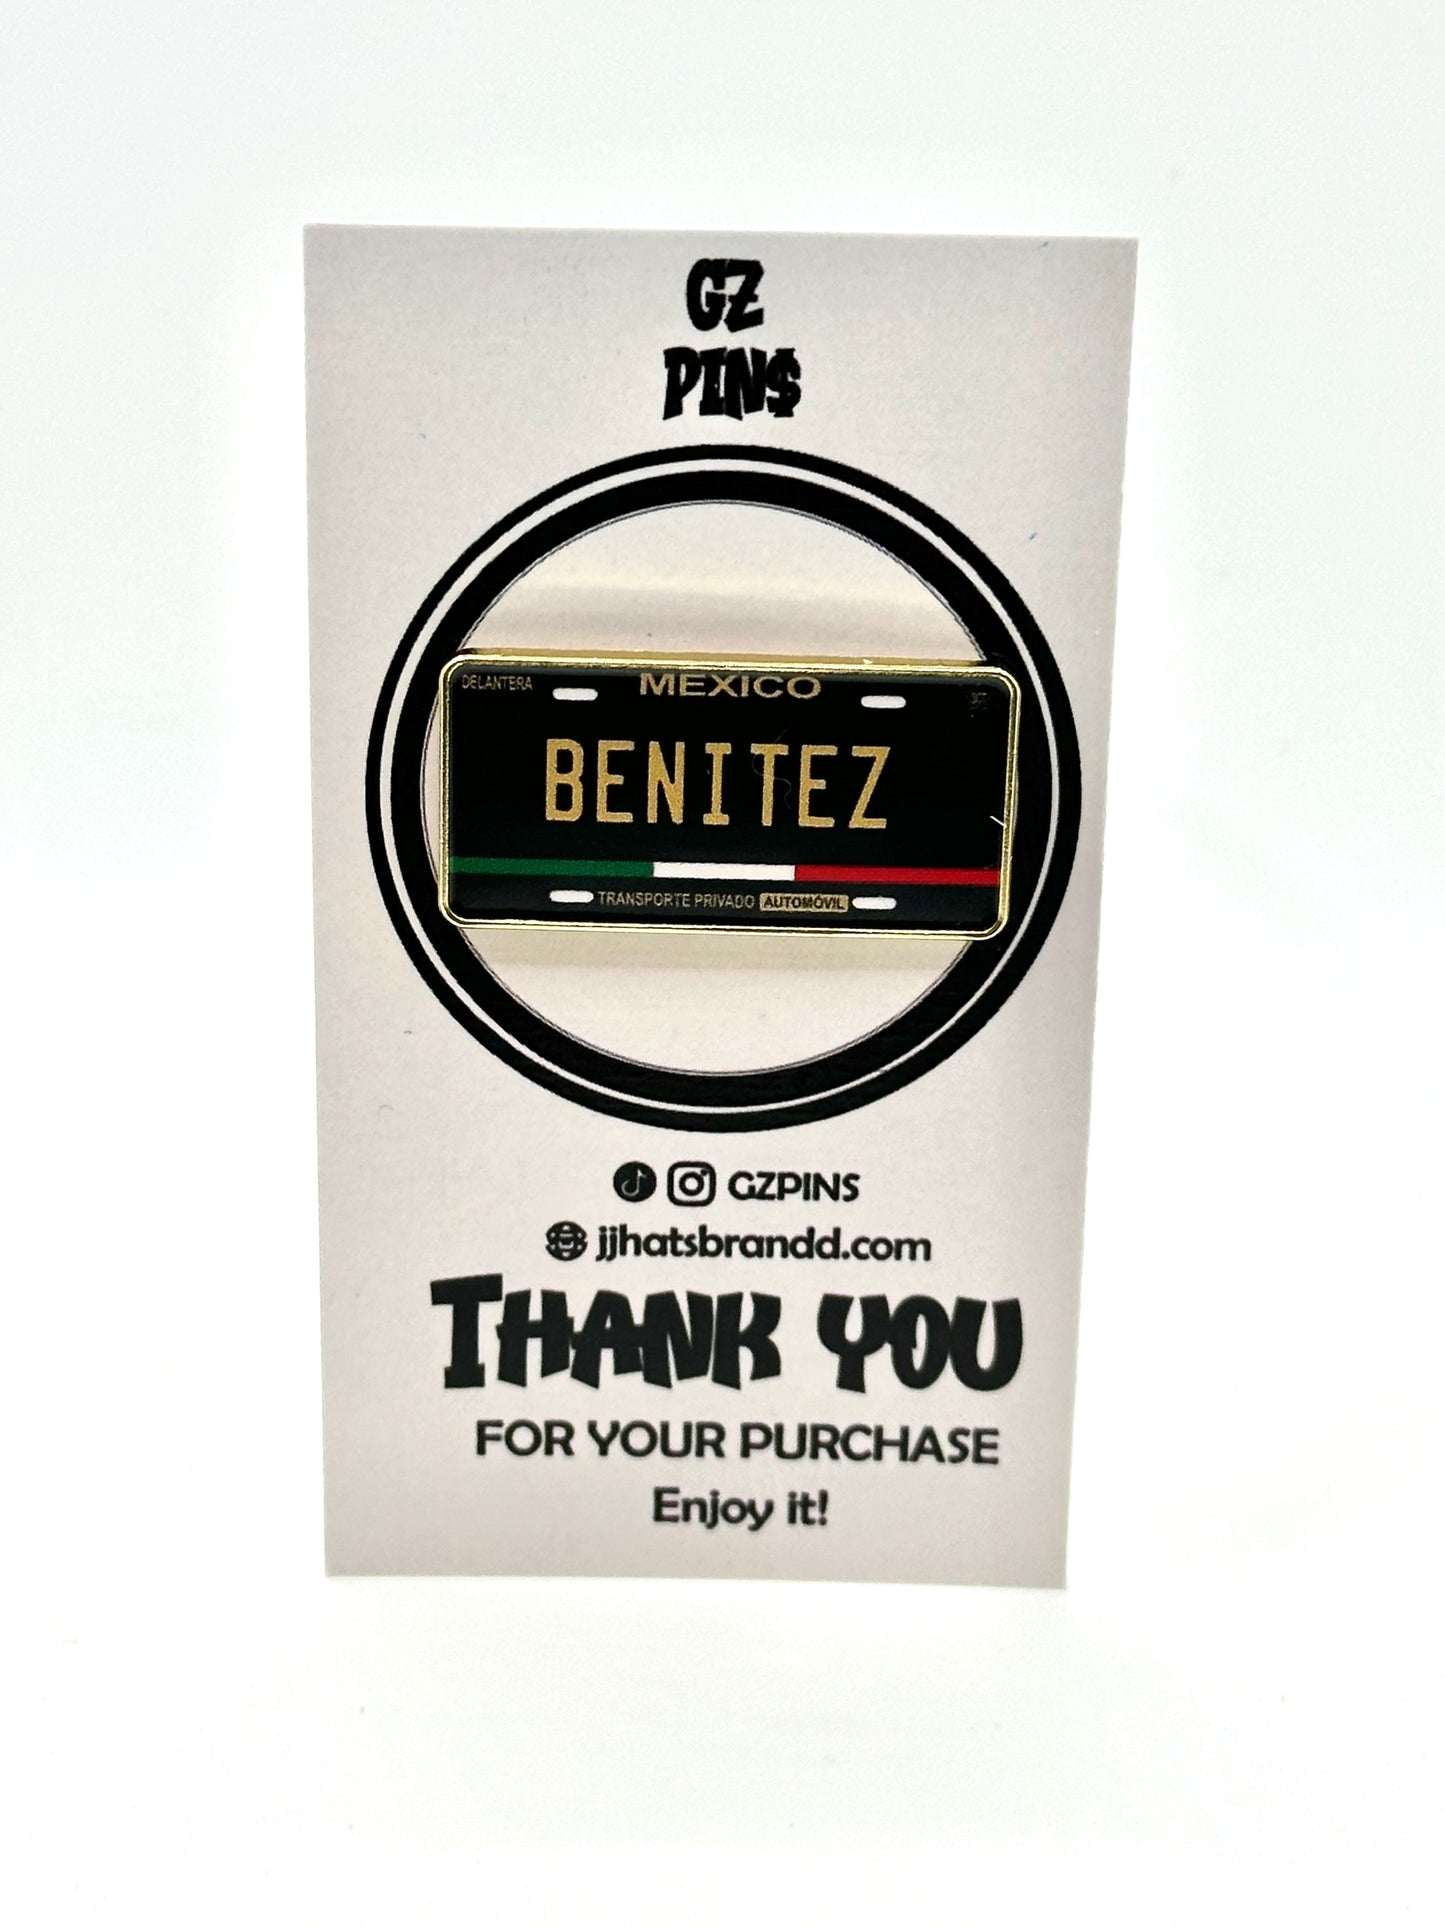 GZ
PIN$
DELANTERA
MEXICO
BENITEZ
TRANSPORTE PRIVADO AUTOMÓVIL
GZPINS
jjhatsbrandd.com
THANK YOU
FOR YOUR PURCHASE
Enjoy it!